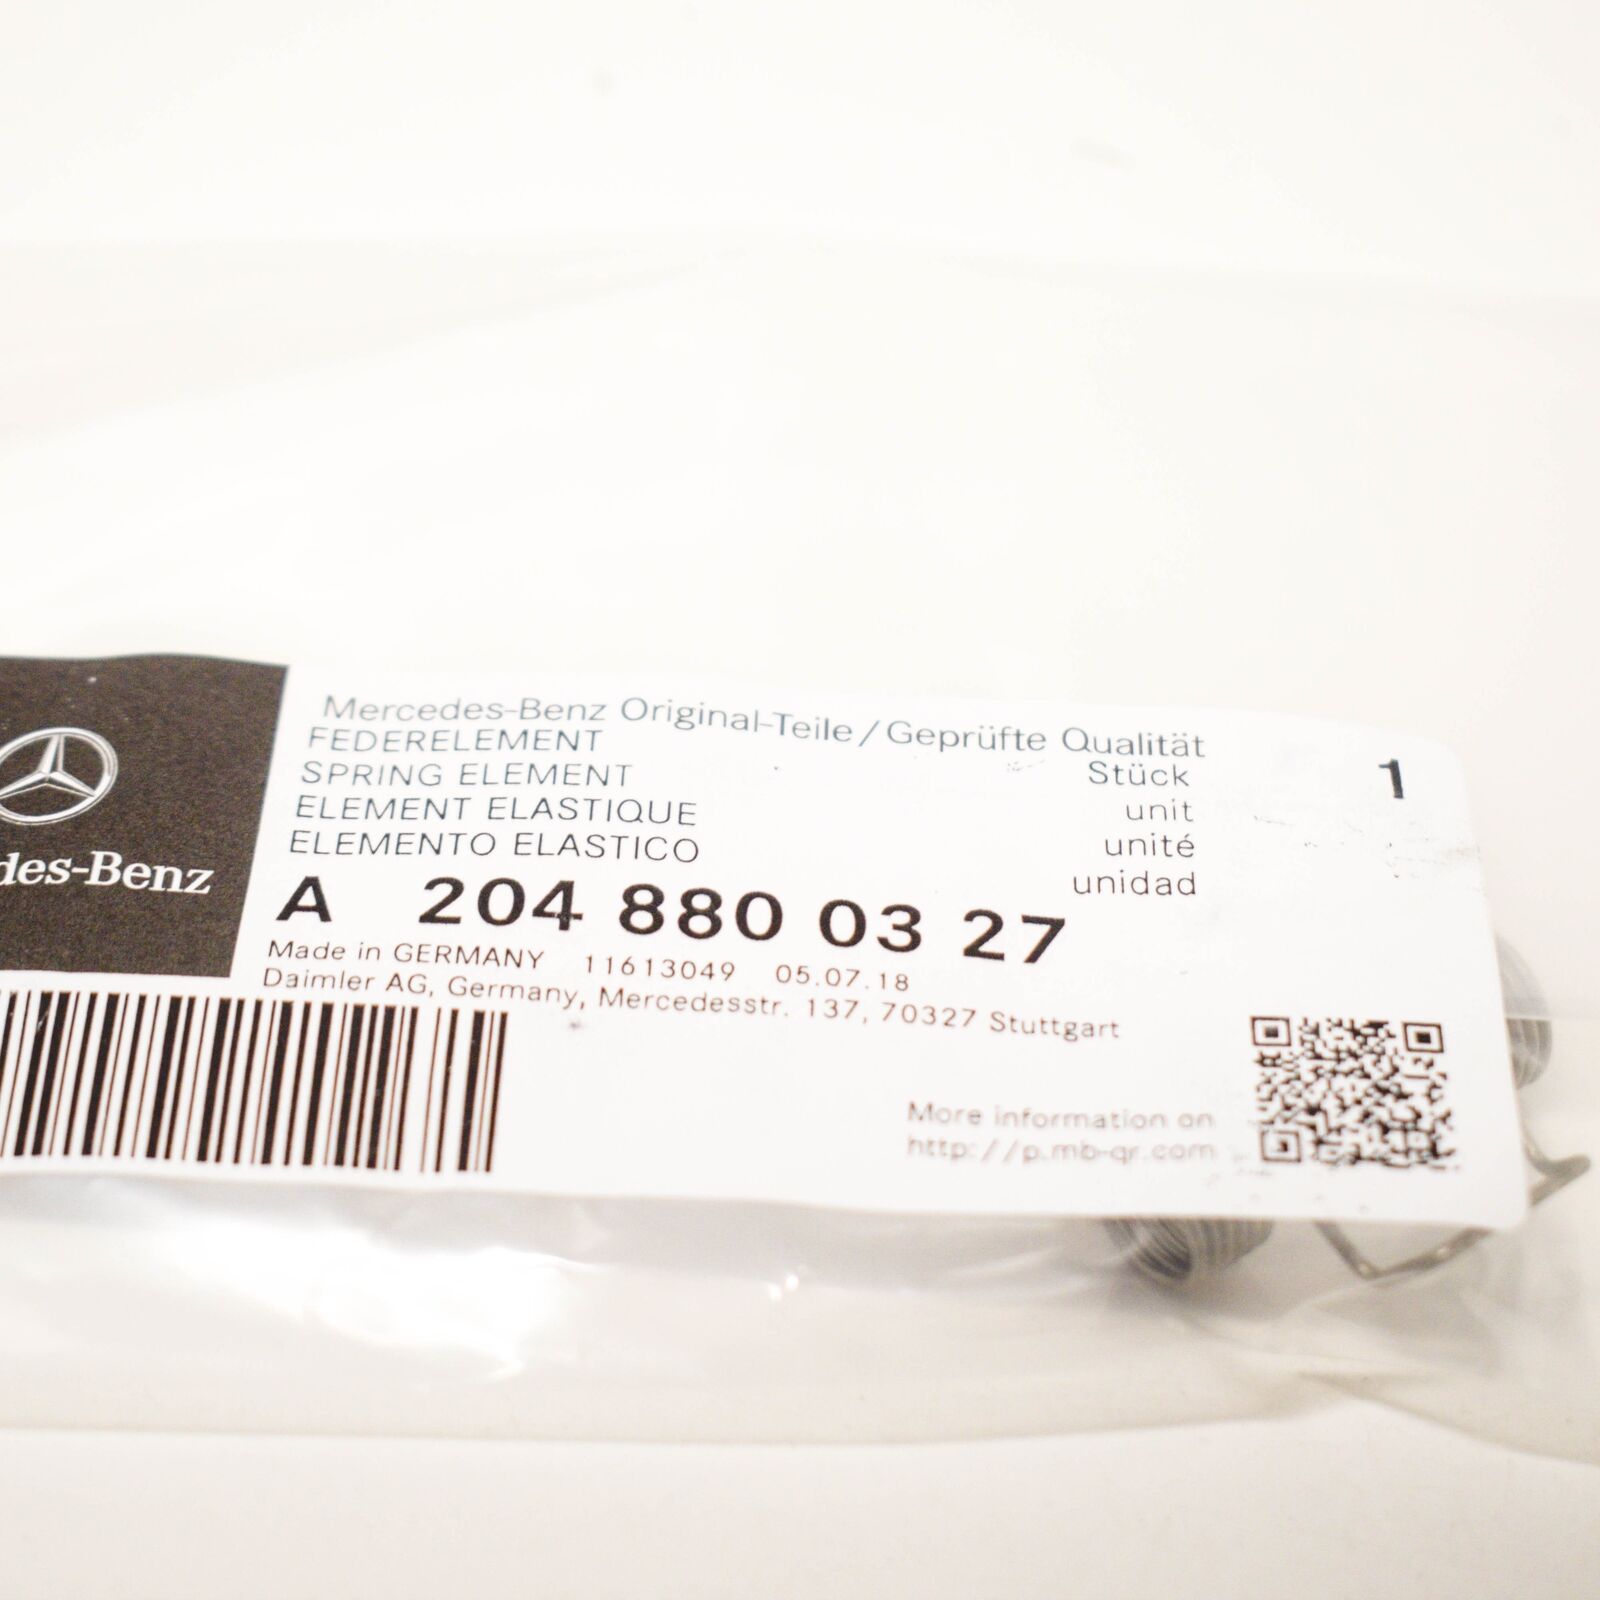 des-Benz
Mercedes-Benz Original-Teile / Geprüfte Qualität
FEDERELEMENT Stück 1
SPRING ELEMENT unit
ELEMENT ELASTIQUE unité
ELEMENTO ELASTICO unidad
A 204 880 03 27
Made in GERMANY 11613049 05.07.18
Daimler AG, Germany, Mercedesstr. 137, 70327 Stuttgart
More information on
http://p.mb-qr.com